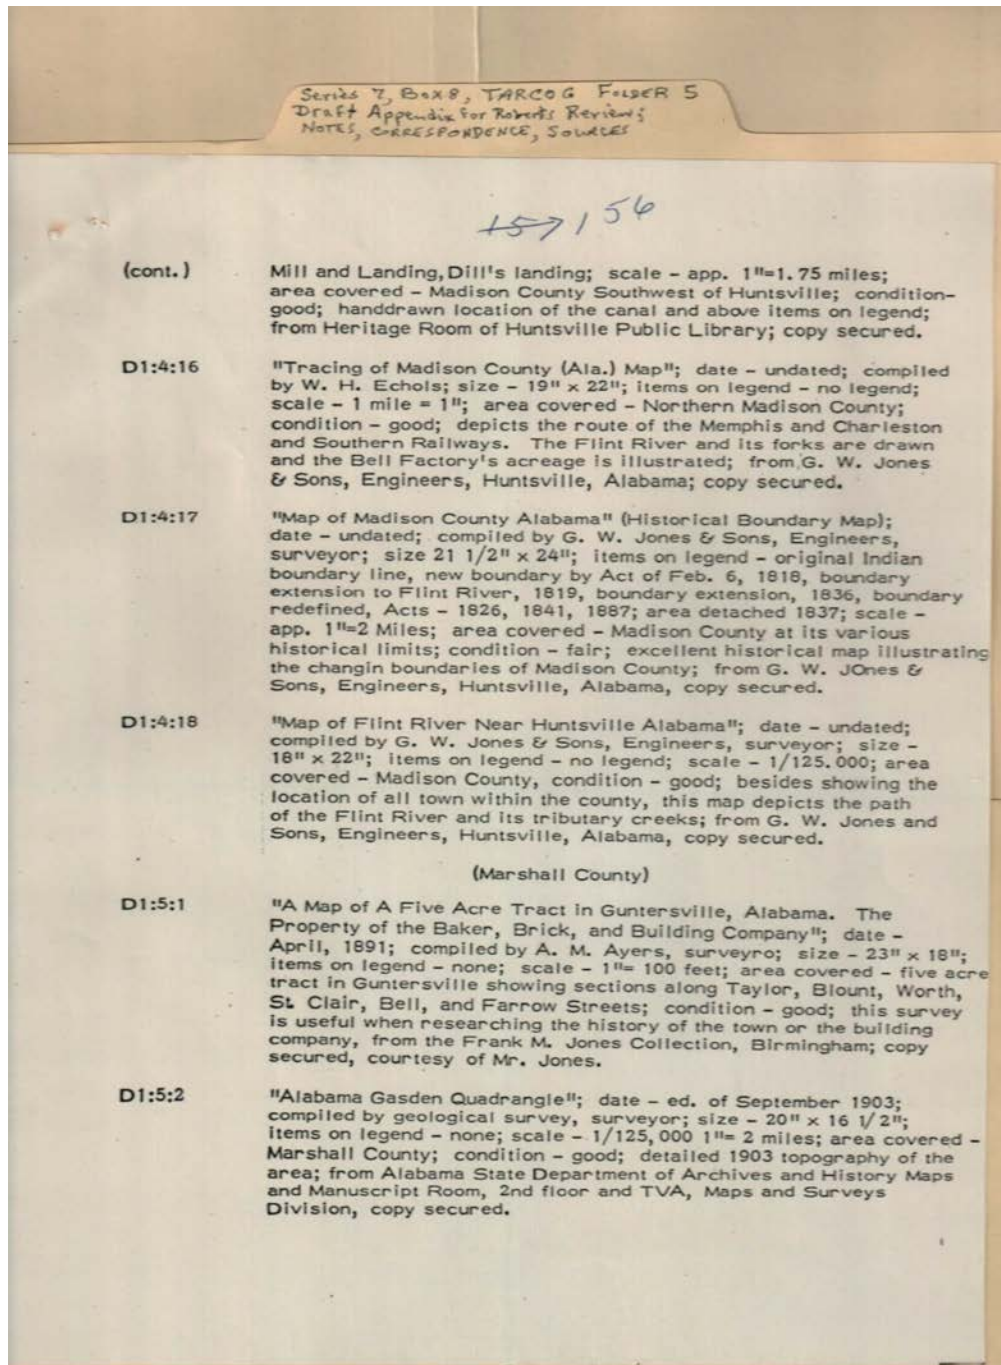 Series 7, Box 8, TARCOG FOLDER 5
Draft Appendix for Roberts Review;
NOTES, CORRESPONDENCE, SOURCES
157 156
(cont.) Mill and Landing, Dill's landing; scale - app. 1"=1.75 miles;
area covered - Madison County Southwest of Huntsville; condition-
good; handdrawn location of the canal and above items on legend;
from Heritage Room of Huntsville Public Library; copy secured.
D1:4:16 "Tracing of Madison County (Ala.) Map"; date - undated; compiled
by W. H. Echols; size - 19" x 22"; items on legend - no legend;
scale - 1 mile = 1"; area covered - Northern Madison County;
condition - good; depicts the route of the Memphis and Charleston
and Southern Railways. The Flint River and its forks are drawn
and the Bell Factory's acreage is illustrated; from G. W. Jones
& Sons, Engineers, Huntsville, Alabama; copy secured.
D1:4:17 "Map of Madison County Alabama" (Historical Boundary Map);
date - undated; compiled by G. W. Jones & Sons, Engineers,
surveyor; size 21 1/2" x 24"; items on legend - original Indian
boundary line, new boundary by Act of Feb. 6, 1818, boundary
extension to Flint River, 1819, boundary extension, 1836, boundary
redefined, Acts - 1826, 1841, 1887; area detached 1837; scale -
app. 1"=2 Miles; area covered - Madison County at its various
historical limits; condition - fair; excellent historical map illustrating
the changin boundaries of Madison County; from G. W. JOnes &
Sons, Engineers, Huntsville, Alabama, copy secured.
D1:4:18 "Map of Flint River Near Huntsville Alabama"; date - undated;
compiled by G. W. Jones & Sons, Engineers, surveyor; size -
18" x 22"; items on legend - no legend; scale - 1/125.000; area
covered - Madison County, condition - good; besides showing the
location of all town within the county, this map depicts the path
of the Flint River and its tributary creeks; from G. W. Jones and
Sons, Engineers, Huntsville, Alabama, copy secured.
(Marshall County)
D1:5:1 "A Map of A Five Acre Tract in Guntersville, Alabama. The
Property of the Baker, Brick, and Building Company"; date -
April, 1891; compiled by A. M. Ayers, surveyro; size - 23" x 18";
items on legend - none; scale - 1"= 100 feet; area covered - five acre
tract in Guntersville showing sections along Taylor, Blount, Worth,
St. Clair, Bell, and Farrow Streets; condition - good; this survey
is useful when researching the history of the town or the building
company, from the Frank M. Jones Collection, Birmingham; copy
secured, courtesy of Mr. Jones.
D1:5:2 "Alabama Gasden Quadrangle"; date - ed. of September 1903;
compiled by geological survey, surveyor; size - 20" x 16 1/2";
items on legend - none; scale - 1/125,000 1"= 2 miles; area covered -
Marshall County; condition - good; detailed 1903 topography of the
area; from Alabama State Department of Archives and History Maps
and Manuscript Room, 2nd floor and TVA, Maps and Surveys
Division, copy secured.